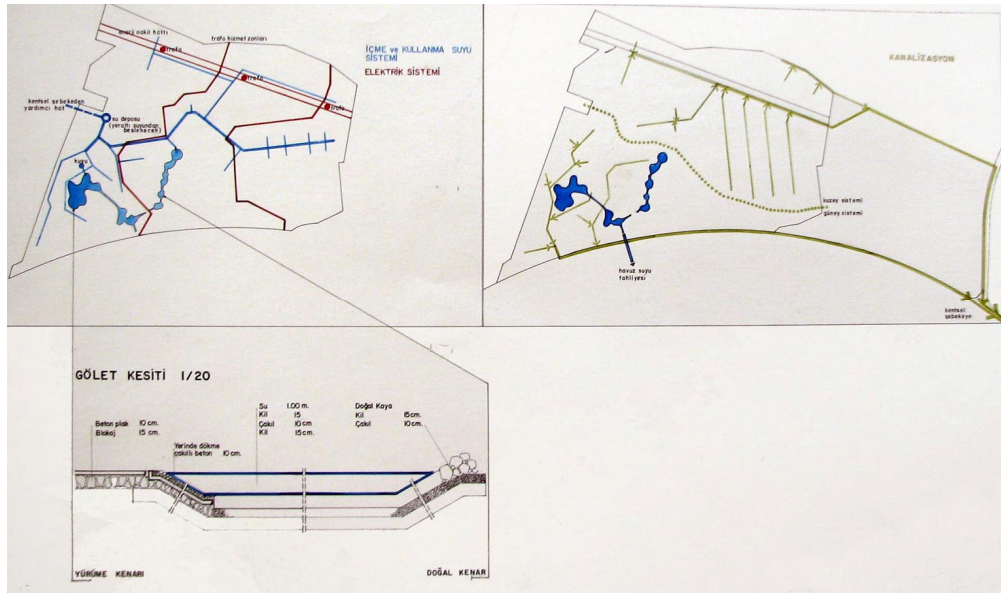 enerji nakil hattı
trafo hizmet sınırları
trafo
trafo
trafo
İÇME ve KULLANMA SUYU
SİSTEMİ
ELEKTRİK SİSTEMİ
kentsel şebekeden
yardımcı hat
su deposu
(yeraltı suyundan
beslenecek)
kuyu
KANALİZASYON
kuzey sistemi
güney sistemi
havuz suyu
tahliyesi
kentsel
şebekeye
GÖLET KESİTİ 1/20
Beton plak 10 cm.
Blokaj 15 cm.
Yerinde dökme
çakıllı beton 10 cm.
Su 1.00 m.
Kil 15
Çakıl 10 cm
Kil 15 cm.
Doğal Kaya
Kil 15 cm.
Çakıl 10 cm.
YÜRÜME KENARI
DOĞAL KENAR